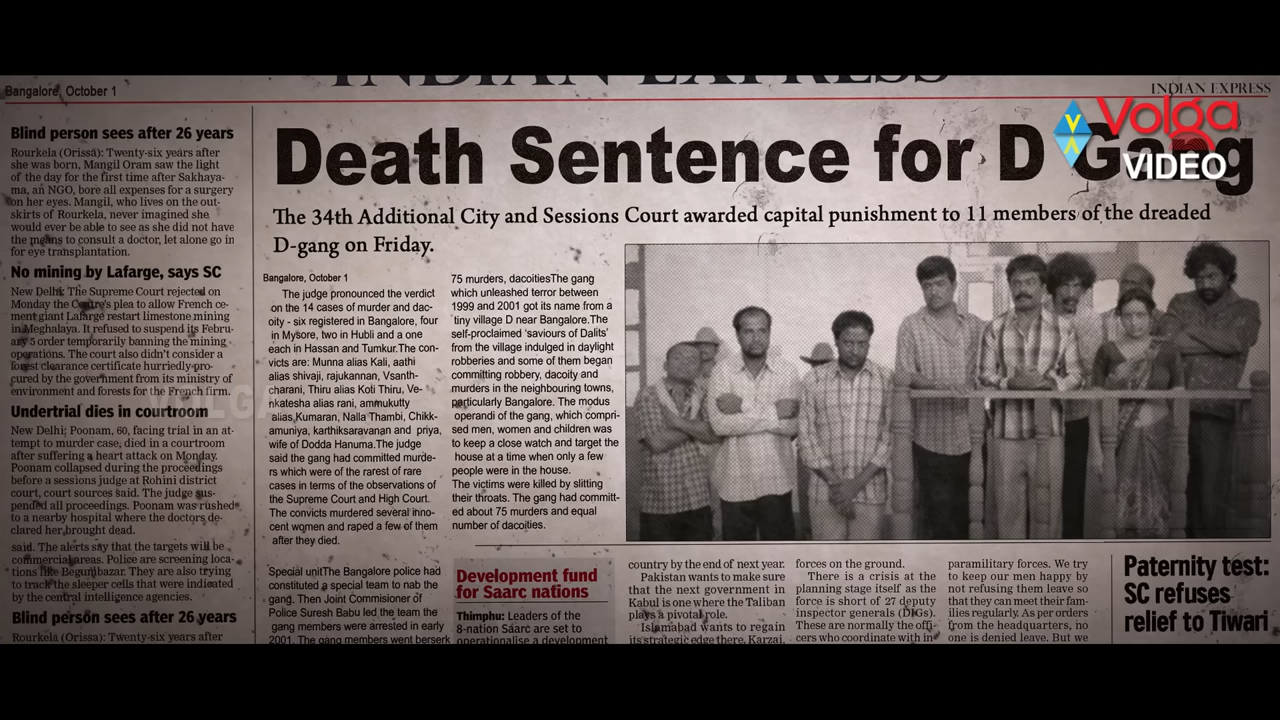 INDIAN EXPRESS
Bangalore, October 1
INDIAN EXPRESS
Volga
VIDEO
Blind person sees after 26 years
Rourkela (Orissa): Twenty-six years after
she was born, Mangil Oram saw the light
of the day for the first time after Sakhaya-
ma, an NGO, bore all expenses for a surgery
on her eyes. Mangil, who lives on the out-
skirts of Rourkela, never imagined she
would ever be able to see as she did not have
the means to consult a doctor, let alone go in
for eye transplantation.
No mining by Lafarge, says SC
New Delhi: The Supreme Court rejected on
Monday the Centre's plea to allow French ce-
ment giant Lafarge restart limestone mining
in Meghalaya. It refused to suspend its Febru-
ary 5 order temporarily banning the mining
operations. The court also didn't consider a
forest clearance certificate hurriedly-pro-
cured by the government from its ministry of
environment and forests for the French firm.
Undertrial dies in courtroom
New Delhi; Poonam, 60, facing trial in an at-
tempt to murder case, died in a courtroom
after suffering a heart attack on Monday.
Poonam collapsed during the proceedings
before a sessions judge at Rohini district
court, court sources said. The judge sus-
pended all proceedings. Poonam was rushed
to a nearby hospital where the doctors de-
clared her brought dead.
said. The alerts say that the targets will be
commercial areas. Police are screening loca-
tions like Begumbazar. They are also trying
to track the sleeper cells that were indicated
by the central intelligence agencies.
Blind person sees after 26 years
Rourkela (Orissa): Twenty-six years after
Death Sentence for D Gang
The 34th Additional City and Sessions Court awarded capital punishment to 11 members of the dreaded
D-gang on Friday.
Bangalore, October 1
The judge pronounced the verdict
on the 14 cases of murder and dac-
oity - six registered in Bangalore, four
in Mysore, two in Hubli and a one
each in Hassan and Tumkur.The con-
victs are: Munna alias Kali, aathi
alias shivaji, rajukannan, Vsanth-
charani, Thiru alias Koti Thiru, Ve-
nkatesha alias rani, ammukutty
alias,Kumaran, Nalla Thambi, Chikk-
amuniya, karthiksaravanan and priya,
wife of Dodda Hanuma.The judge
said the gang had committed murde-
rs which were of the rarest of rare
cases in terms of the observations of
the Supreme Court and High Court.
The convicts murdered several inno-
cent women and raped a few of them
after they died.
75 murders, dacoitiesThe gang
which unleashed terror between
1999 and 2001 got its name from a
tiny village D near Bangalore.The
self-proclaimed 'saviours of Dalits'
from the village indulged in daylight
robberies and some of them began
committing robbery, dacoity and
murders in the neighbouring towns,
particularly Bangalore. The modus
operandi of the gang, which compri-
sed men, women and children was
to keep a close watch and target the
house at a time when only a few
people were in the house.
The victims were killed by slitting
their throats. The gang had committ-
ed about 75 murders and equal
number of dacoities.
Special unitThe Bangalore police had
constituted a special team to nab the
gang. Then Joint Commisioner of
Police Suresh Babu led the team the
gang members were arrested in early
2001. The gang members went berserk
Development fund
for Saarc nations
Thimphu: Leaders of the
8-nation Saarc are set to
operationalise a development
country by the end of next year.
Pakistan wants to make sure
that the next government in
Kabul is one where the Taliban
plays a pivotal role.
Islamabad wants to regain
its strategic edge there. Karzai,
forces on the ground.
There is a crisis at the
planning stage itself as the
force is short of 27 deputy
inspector generals (DIGs).
These are normally the offi-
cers who coordinate with in
paramilitary forces. We try
to keep our men happy by
not refusing them leave so
that they can meet their fam-
ilies regularly. As per orders
from the headquarters, no
one is denied leave. But we
Paternity test:
SC refuses
relief to Tiwari